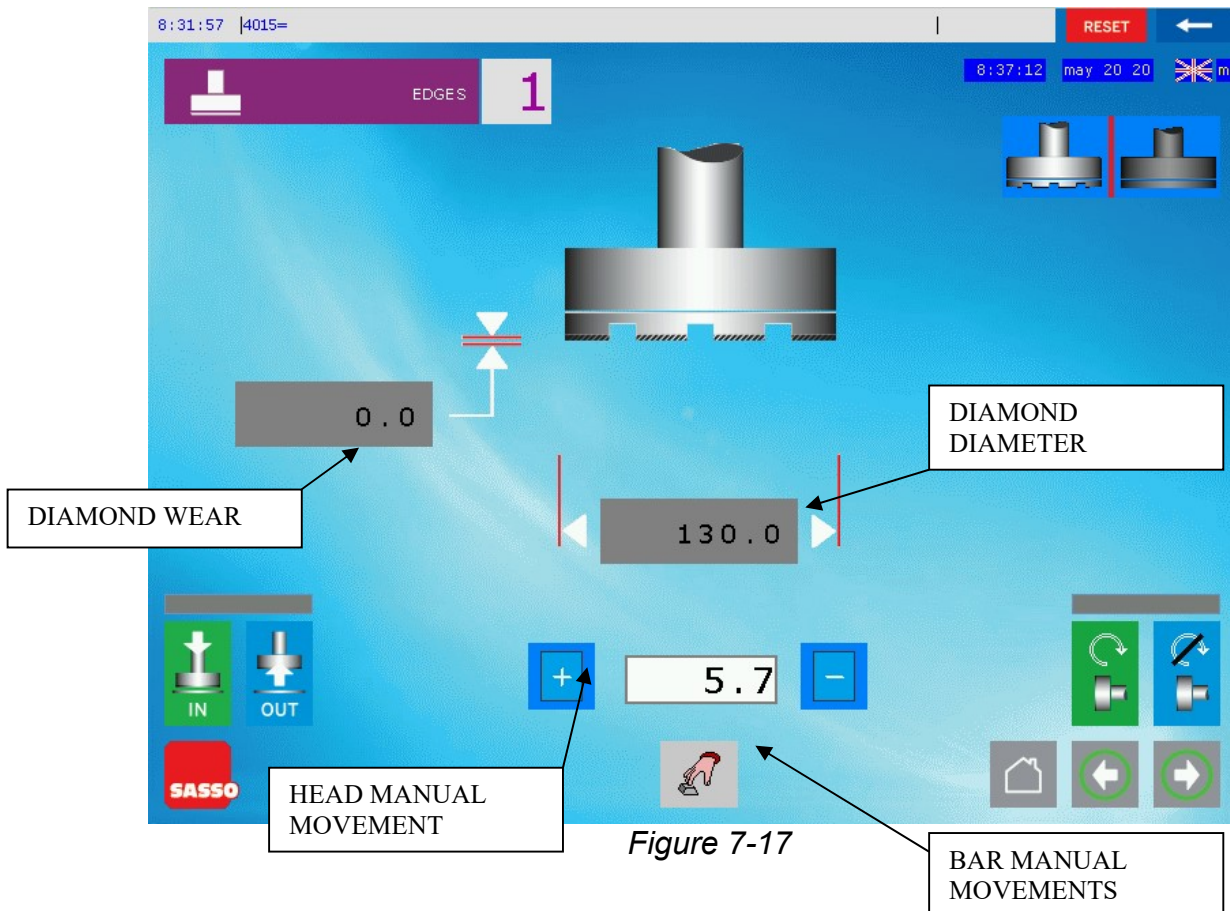 8:31:57 |4015=
RESET
EDGES 1
8:37:12 may 20 20 m
DIAMOND
DIAMETER
0.0
DIAMOND WEAR
130.0
IN OUT
+ 5.7 -
SASSO
HEAD MANUAL
MOVEMENT
Figure 7-17
BAR MANUAL
MOVEMENTS